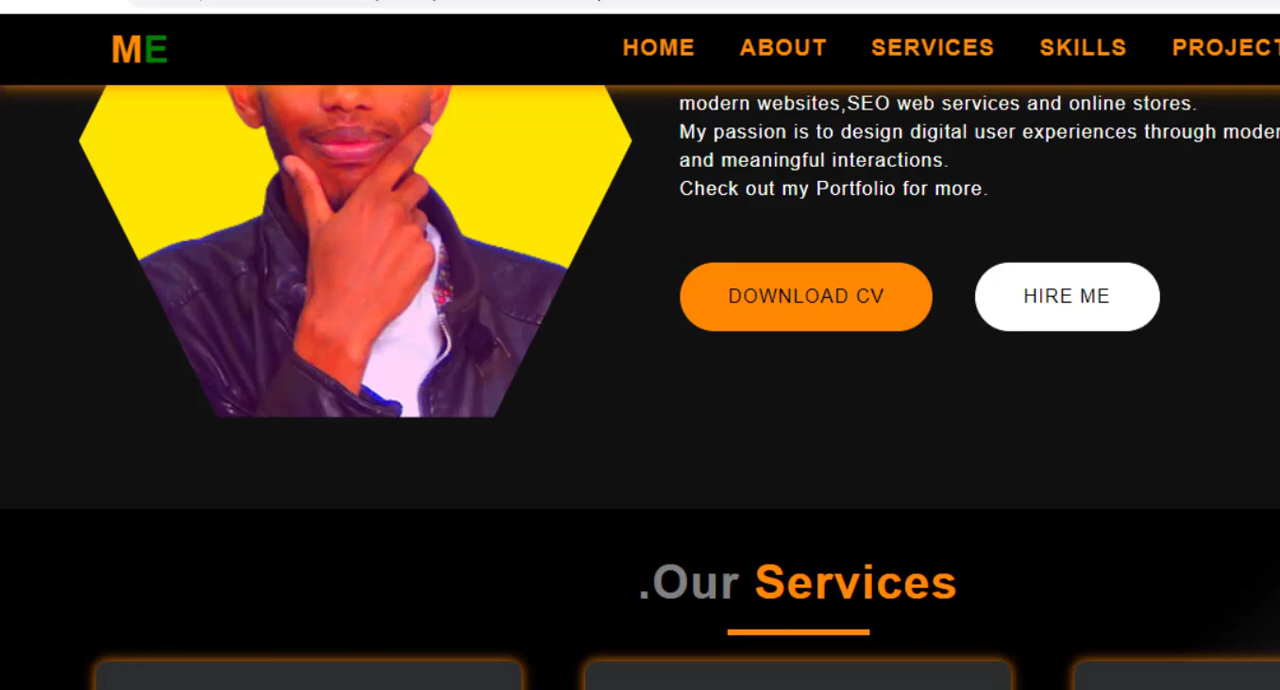 ME
HOME ABOUT SERVICES SKILLS PROJECT
modern websites,SEO web services and online stores.
My passion is to design digital user experiences through moder
and meaningful interactions.
Check out my Portfolio for more.
DOWNLOAD CV HIRE ME
.Our Services